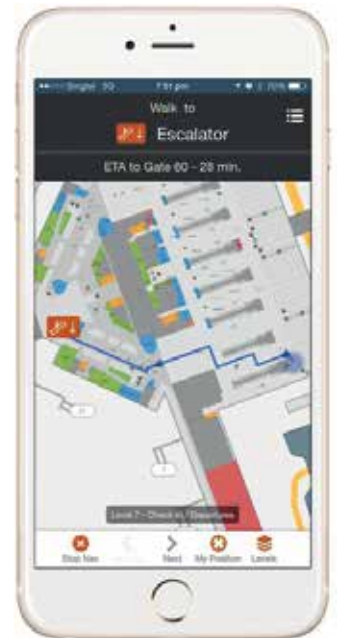 7:51 pm
Walk to
Escalator
ETA to Gate 60 - 28 min.
Level 7 - Check in / Departures
Stop Nav
Next
My Position
Levels